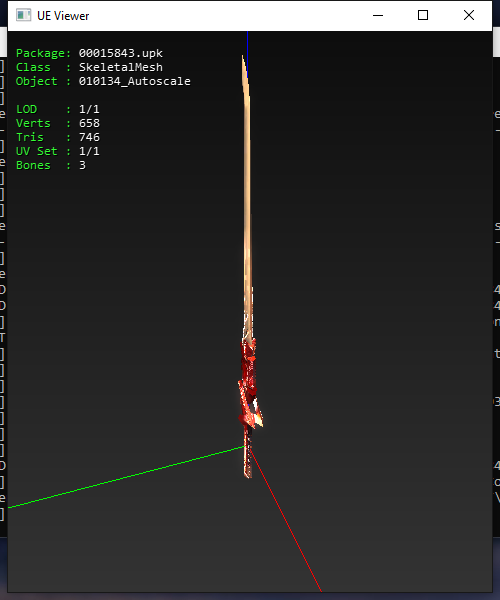 UE Viewer
Package: 00015843.upk
Class : SkeletalMesh
Object : 010134_Autoscale
LOD : 1/1
Verts : 658
Tris : 746
UV Set : 1/1
Bones : 3